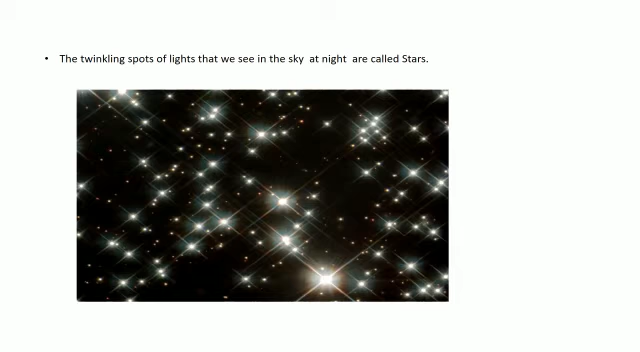 • The twinkling spots of lights that we see in the sky at night are called Stars.